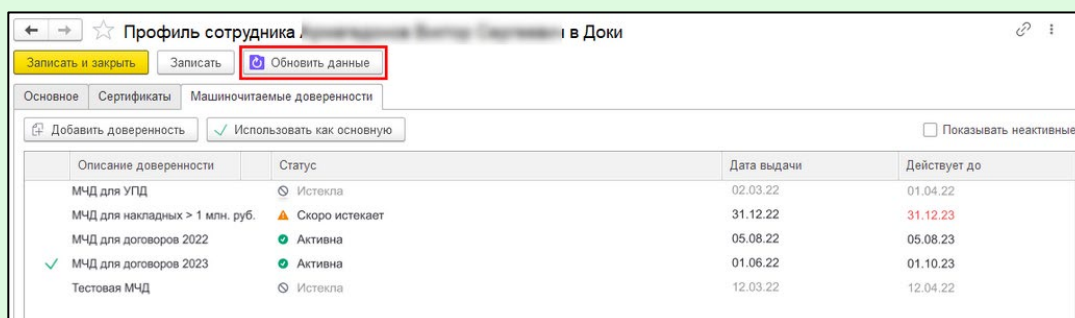 Профиль сотрудника в Доки
Записать и закрыть Записать Обновить данные
Основное Сертификаты Машиночитаемые доверенности
Добавить доверенность Использовать как основную Показывать неактивные
Описание доверенности Статус Дата выдачи Действует до
МЧД для УПД Истекла 02.03.22 01.04.22
МЧД для накладных > 1 млн. руб. Скоро истекает 31.12.22 31.12.23
МЧД для договоров 2022 Активна 05.08.22 05.08.23
МЧД для договоров 2023 Активна 01.06.22 01.10.23
Тестовая МЧД Истекла 12.03.22 12.04.22